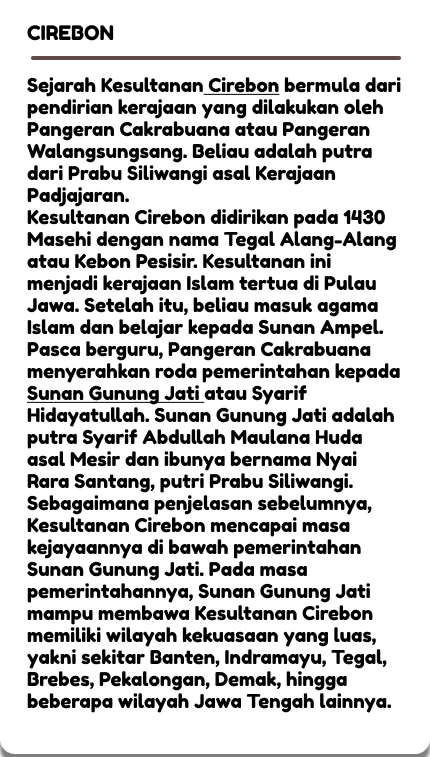 CIREBON
Sejarah Kesultanan Cirebon bermula dari
pendirian kerajaan yang dilakukan oleh
Pangeran Cakrabuana atau Pangeran
Walangsungsang. Beliau adalah putra
dari Prabu Siliwangi asal Kerajaan
Padjajaran.
Kesultanan Cirebon didirikan pada 1430
Masehi dengan nama Tegal Alang-Alang
atau Kebon Pesisir. Kesultanan ini
menjadi kerajaan Islam tertua di Pulau
Jawa. Setelah itu, beliau masuk agama
Islam dan belajar kepada Sunan Ampel.
Pasca berguru, Pangeran Cakrabuana
menyerahkan roda pemerintahan kepada
Sunan Gunung Jati atau Syarif
Hidayatullah. Sunan Gunung Jati adalah
putra Syarif Abdullah Maulana Huda
asal Mesir dan ibunya bernama Nyai
Rara Santang, putri Prabu Siliwangi.
Sebagaimana penjelasan sebelumnya,
Kesultanan Cirebon mencapai masa
kejayaannya di bawah pemerintahan
Sunan Gunung Jati. Pada masa
pemerintahannya, Sunan Gunung Jati
mampu membawa Kesultanan Cirebon
memiliki wilayah kekuasaan yang luas,
yakni sekitar Banten, Indramayu, Tegal,
Brebes, Pekalongan, Demak, hingga
beberapa wilayah Jawa Tengah lainnya.